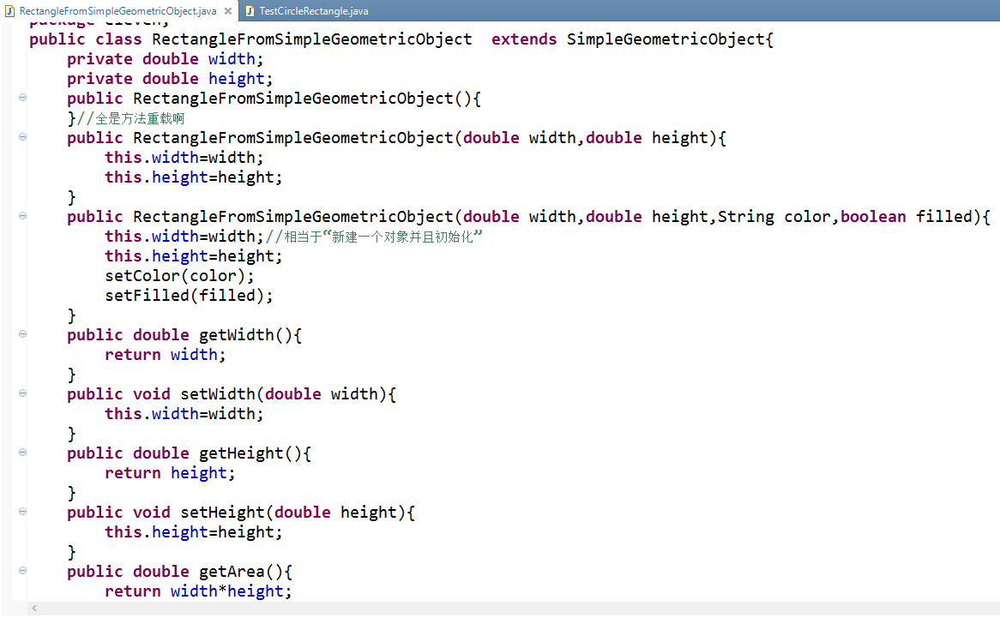 RectangleFromSimpleGeometricObject.java TestCircleRectangle.java
package eleven;
public class RectangleFromSimpleGeometricObject  extends SimpleGeometricObject{
    private double width;
    private double height;
    public RectangleFromSimpleGeometricObject(){
    }//全是方法重载啊
    public RectangleFromSimpleGeometricObject(double width,double height){
        this.width=width;
        this.height=height;
    }
    public RectangleFromSimpleGeometricObject(double width,double height,String color,boolean filled){
        this.width=width;//相当于“新建一个对象并且初始化”
        this.height=height;
        setColor(color);
        setFilled(filled);
    }
    public double getWidth(){
        return width;
    }
    public void setWidth(double width){
        this.width=width;
    }
    public double getHeight(){
        return height;
    }
    public void setHeight(double height){
        this.height=height;
    }
    public double getArea(){
        return width*height;